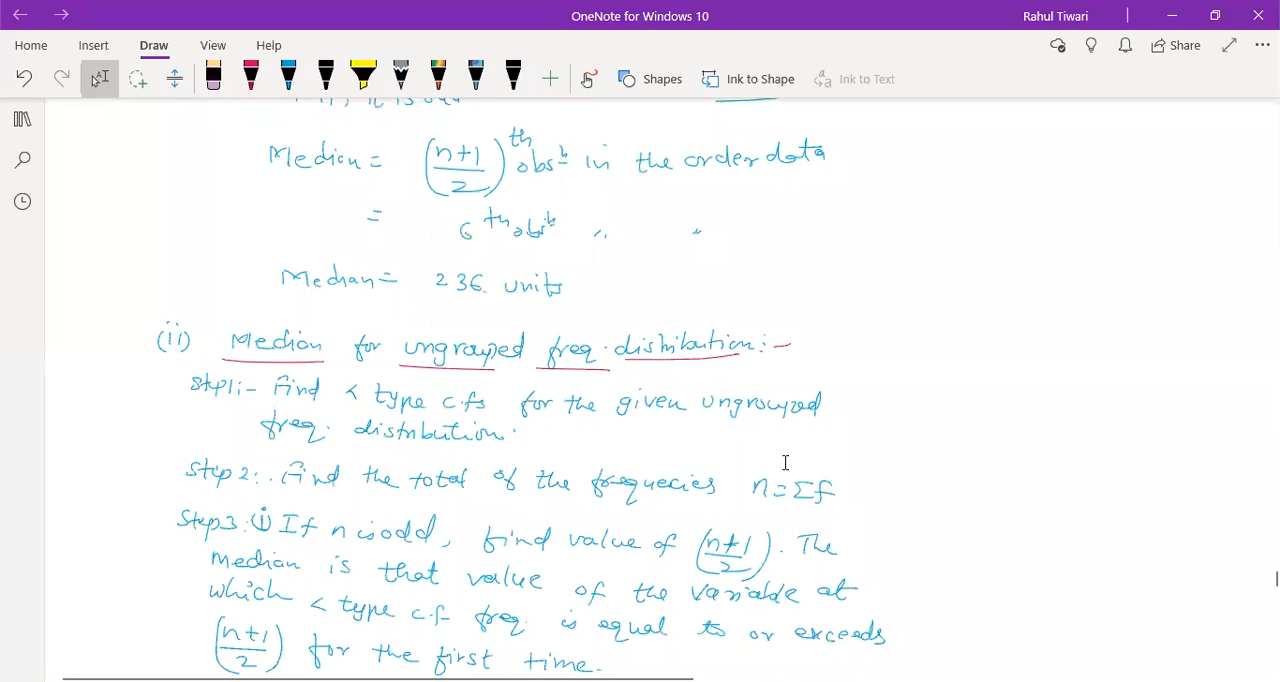 OneNote for Windows 10
Rahul Tiwari
Home Insert Draw View Help
Share
Shapes Ink to Shape Ink to Text
Median = (n+1/2)th obsn in the order data
= 6th obsn " "
Median = 236 units
(ii) Median for ungrouped freq. distribution:-
Step1:- Find < type c.fs for the given ungrouped
freq. distribution.
Step 2:. Find the total of the frequecies n = Σf
Step3: (i) If n is odd, find value of (n+1/2). The
Median is that value of the variable at
which < type c.f freq. is equal to or exceeds
(n+1/2) for the first time.